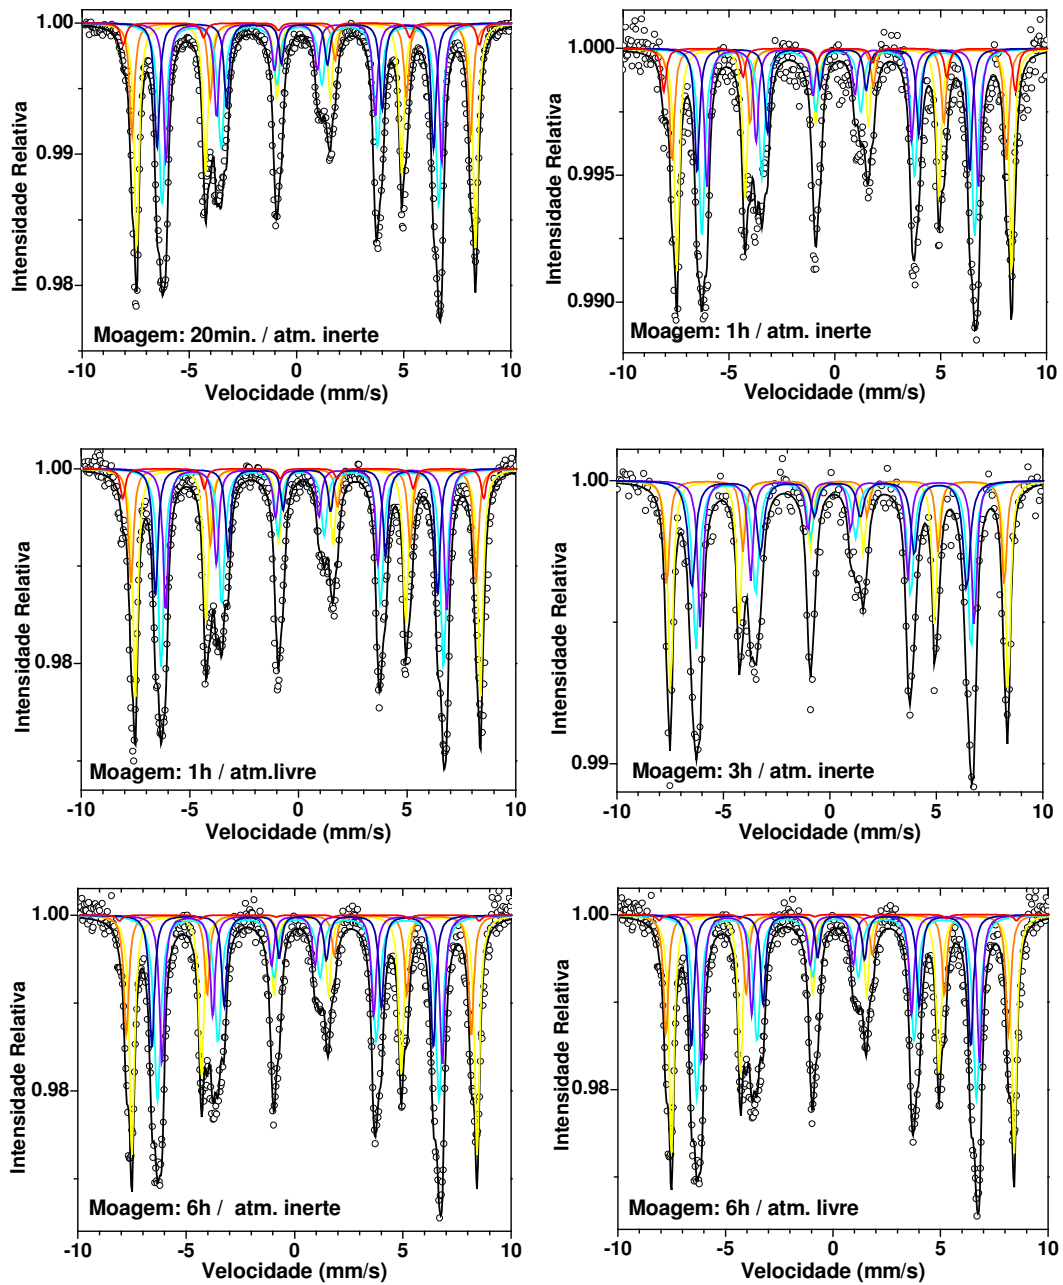 1.00
0.99
0.98
Intensidade Relativa
Moagem: 20min. / atm. inerte
-10 -5 0 5 10
Velocidade (mm/s)
1.000
0.995
0.990
Intensidade Relativa
Moagem: 1h / atm. inerte
-10 -5 0 5 10
Velocidade (mm/s)
1.00
0.98
Intensidade Relativa
Moagem: 1h / atm.livre
-10 -5 0 5 10
Velocidade (mm/s)
1.00
0.99
Intensidade Relativa
Moagem: 3h / atm. inerte
-10 -5 0 5 10
Velocidade (mm/s)
1.00
0.98
Intensidade Relativa
Moagem: 6h / atm. inerte
-10 -5 0 5 10
Velocidade (mm/s)
1.00
0.98
Intensidade Relativa
Moagem: 6h / atm. livre
-10 -5 0 5 10
Velocidade (mm/s)